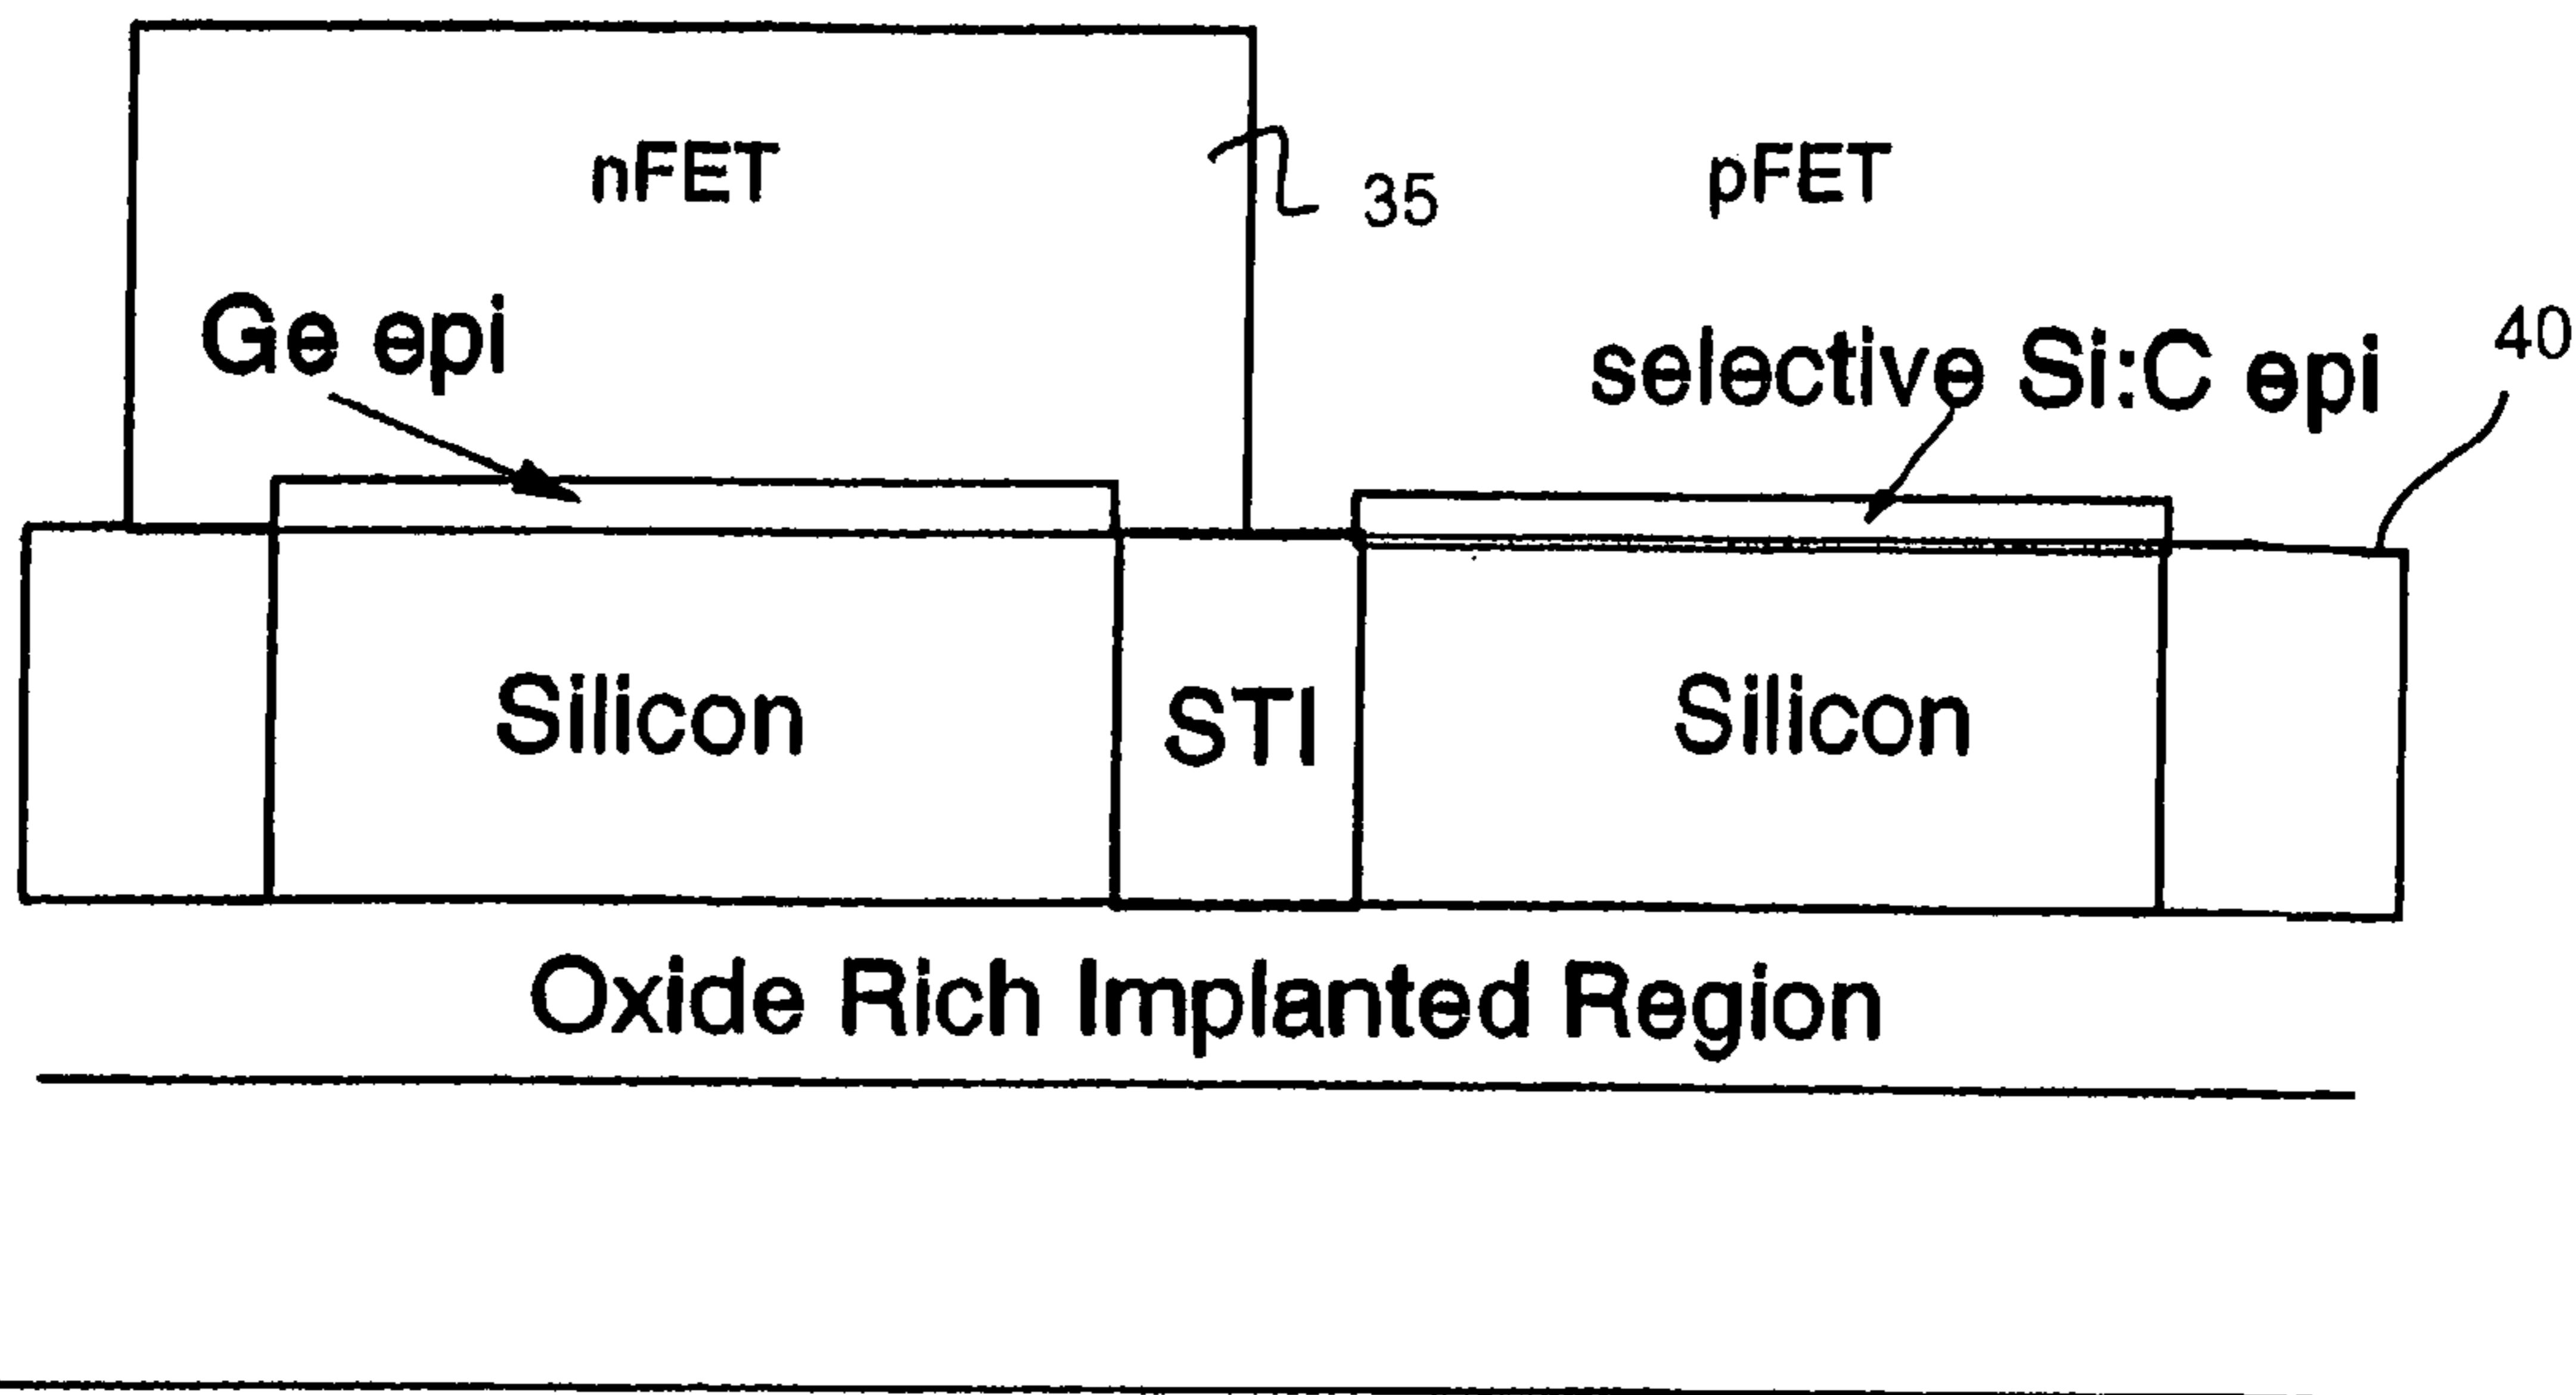 nFET
35
pFET
Ge epi
selective Si:C epi
40
Silicon
STI
Silicon
Oxide Rich Implanted Region